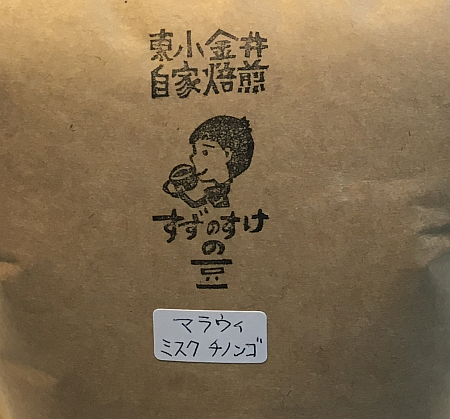 東小金井
自家焙煎
すずのすけ
の
豆
マラウィ
ミスク チノンゴ